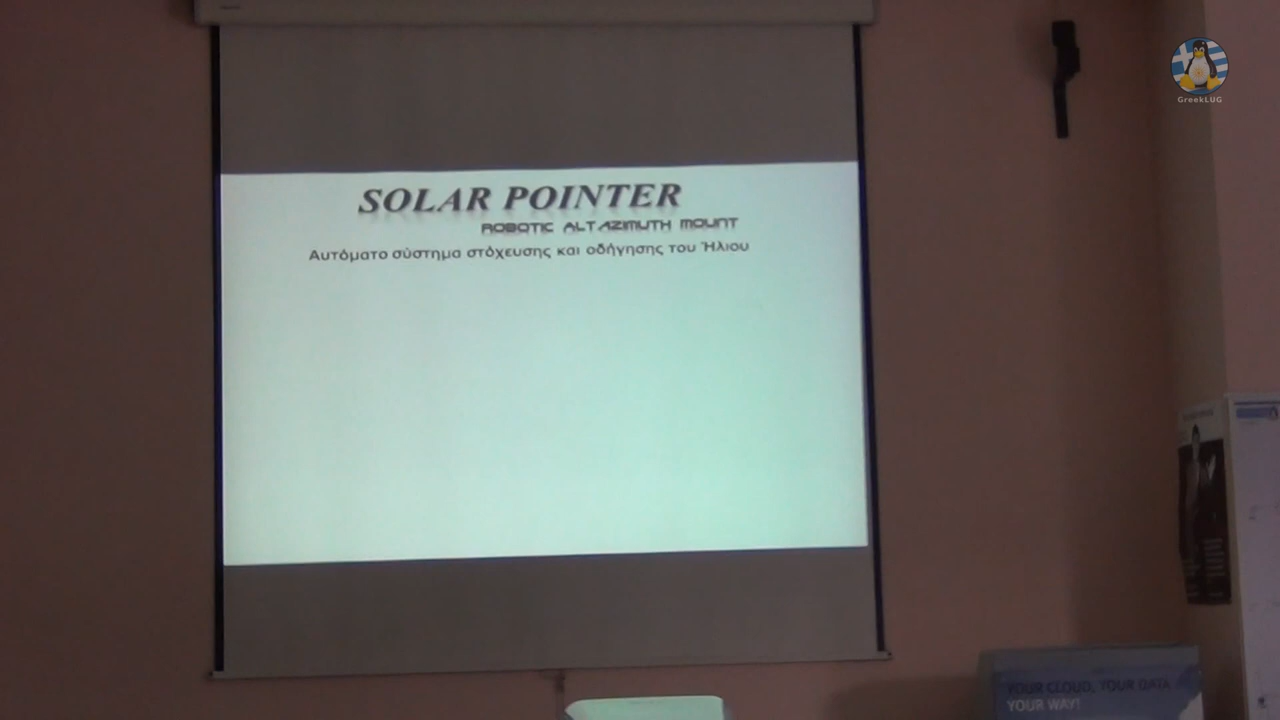 GreekLUG
SOLAR POINTER
ROBOTIC ALTAZIMUTH MOUNT
Αυτόματο σύστημα στόχευσης και οδήγησης του Ήλιου
YOUR CLOUD, YOUR DATA
YOUR WAY!